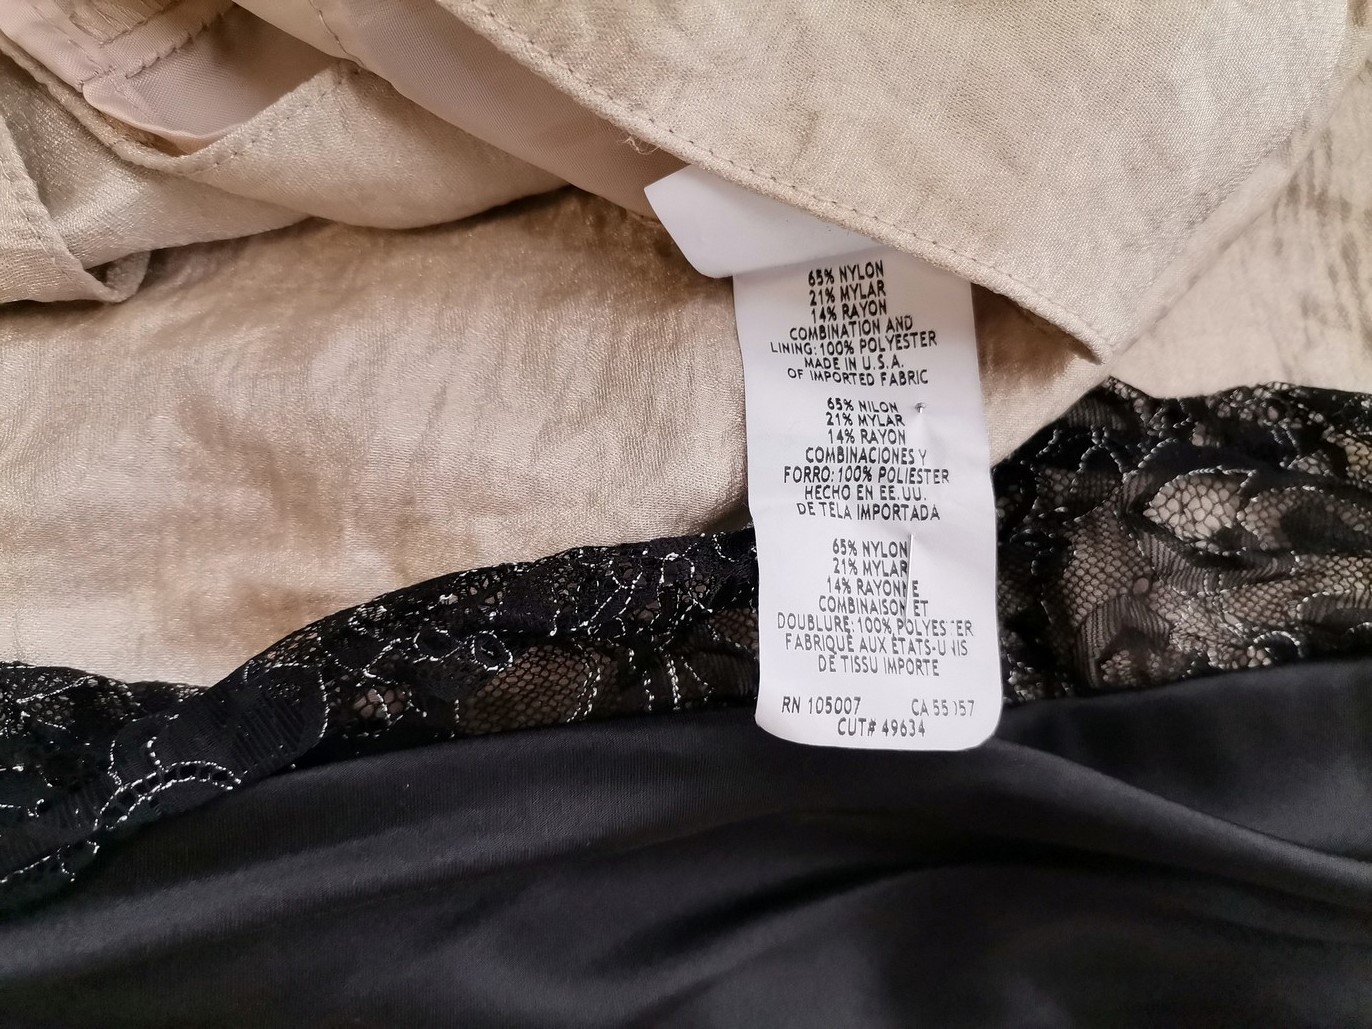 65% NYLON
21% MYLAR
14% RAYON
COMBINATION AND
LINING: 100% POLYESTER
MADE IN U.S.A.
OF IMPORTED FABRIC
65% NILON
21% MYLAR
14% RAYON
COMBINACIONES Y
FORRO: 100% POLIESTER
HECHO EN EE.UU.
DE TELA IMPORTADA
65% NYLON
21% MYLAR
14% RAYONNE
COMBINAISON ET
DOUBLURE: 100% POLYESTER
FABRIQUÉ AUX ÉTATS-UNIS
DE TISSU IMPORTE
RN 105007 CA
CUT# 49634